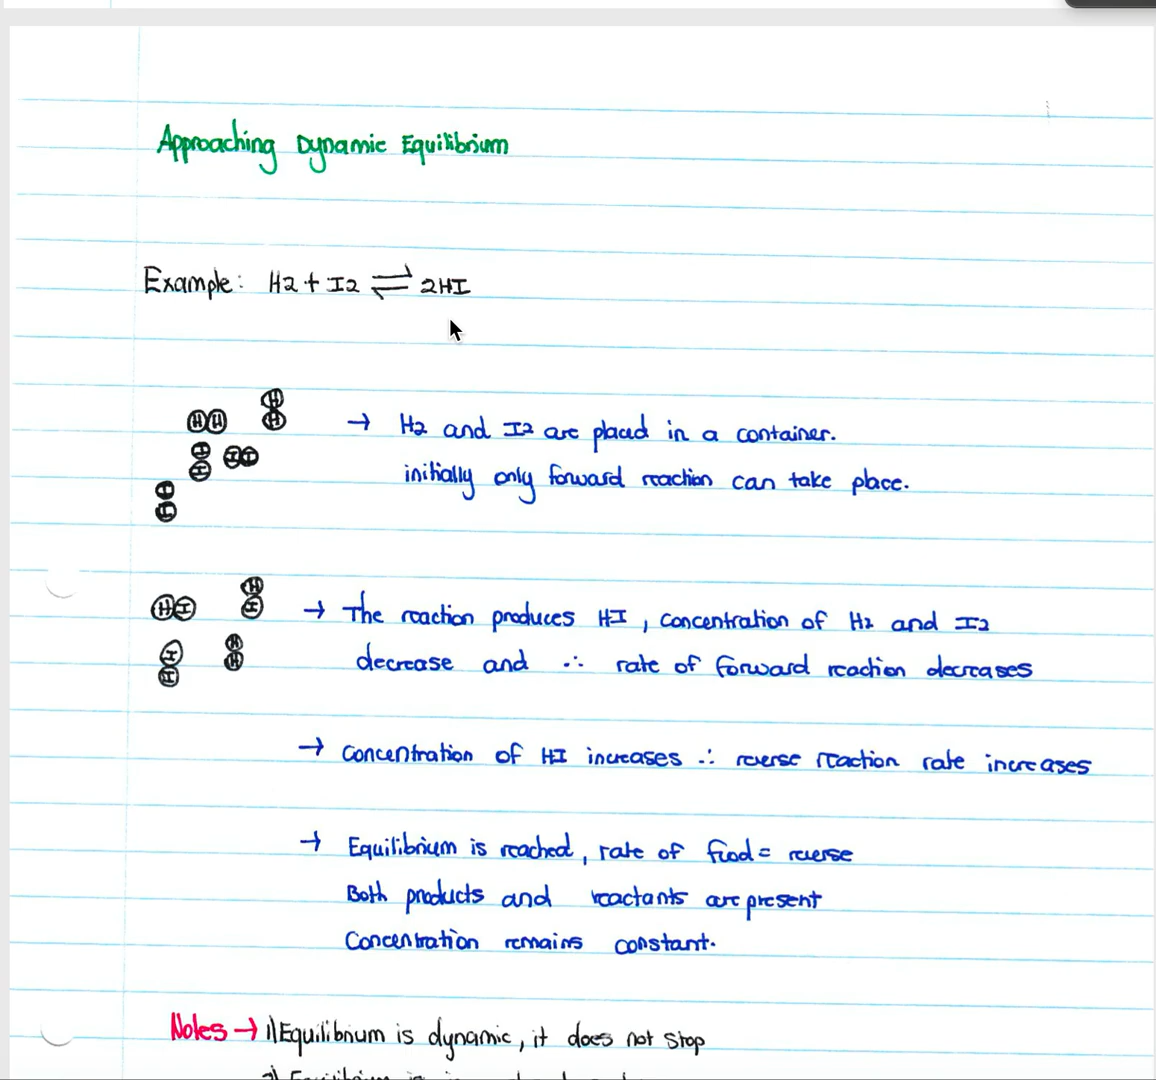 Approaching Dynamic Equilibrium
Example: H2 + I2 ⇌ 2HI
H H H H
→ H2 and I2 are placed in a container.
I I I I
initially only forward reaction can take place.
I I
H I H I
→ The reaction produces HI, concentration of H2 and I2
I I H H
decrease and ∴ rate of forward reaction decreases
→ concentration of HI increases ∴ reverse reaction rate increases
→ Equilibrium is reached, rate of fwd = reverse
Both products and reactants are present
Concentration remains constant.
Notes → 1) Equilibrium is dynamic, it does not stop